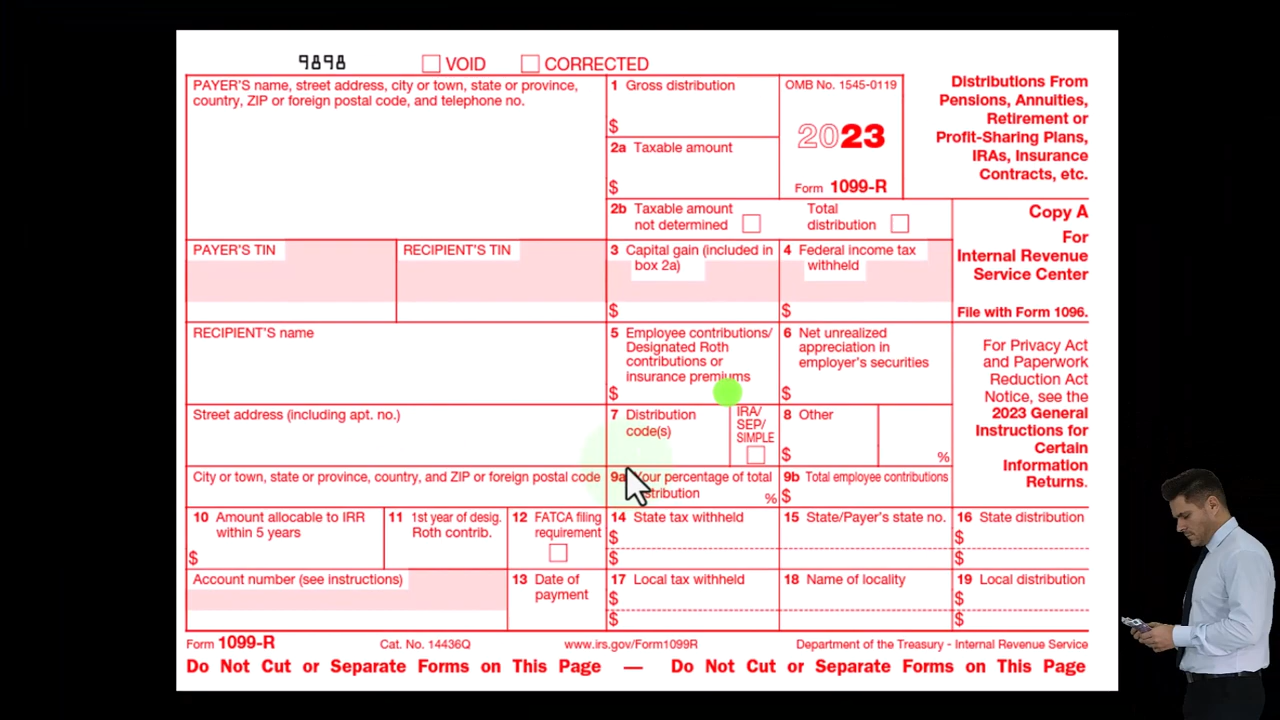 9898
VOID
CORRECTED
PAYER'S name, street address, city or town, state or province,
country, ZIP or foreign postal code, and telephone no.
1 Gross distribution
$
OMB No. 1545-0119
2023
Form 1099-R
Distributions From
Pensions, Annuities,
Retirement or
Profit-Sharing Plans,
IRAs, Insurance
Contracts, etc.
2a Taxable amount
$
2b Taxable amount
not determined
Total
distribution
Copy A
For
Internal Revenue
Service Center
File with Form 1096.
PAYER'S TIN
RECIPIENT'S TIN
3 Capital gain (included in
box 2a)
$
4 Federal income tax
withheld
$
RECIPIENT'S name
5 Employee contributions/
Designated Roth
contributions or
insurance premiums
$
6 Net unrealized
appreciation in
employer's securities
$
For Privacy Act
and Paperwork
Reduction Act
Notice, see the
2023 General
Instructions for
Certain
Information
Returns.
Street address (including apt. no.)
7 Distribution
code(s)
IRA/
SEP/
SIMPLE
8 Other
$
%
City or town, state or province, country, and ZIP or foreign postal code
9a Your percentage of total
%
9b Total employee contributions
$
10 Amount allocable to IRR
within 5 years
$
11 1st year of desig.
Roth contrib.
12 FATCA filing
requirement
14 State tax withheld
$
$
15 State/Payer's state no.
16 State distribution
$
$
Account number (see instructions)
13 Date of
payment
17 Local tax withheld
$
$
18 Name of locality
19 Local distribution
$
$
Form 1099-R
Cat. No. 14436Q
www.irs.gov/Form1099R
Department of the Treasury - Internal Revenue Service
Do Not Cut or Separate Forms on This Page — Do Not Cut or Separate Forms on This Page